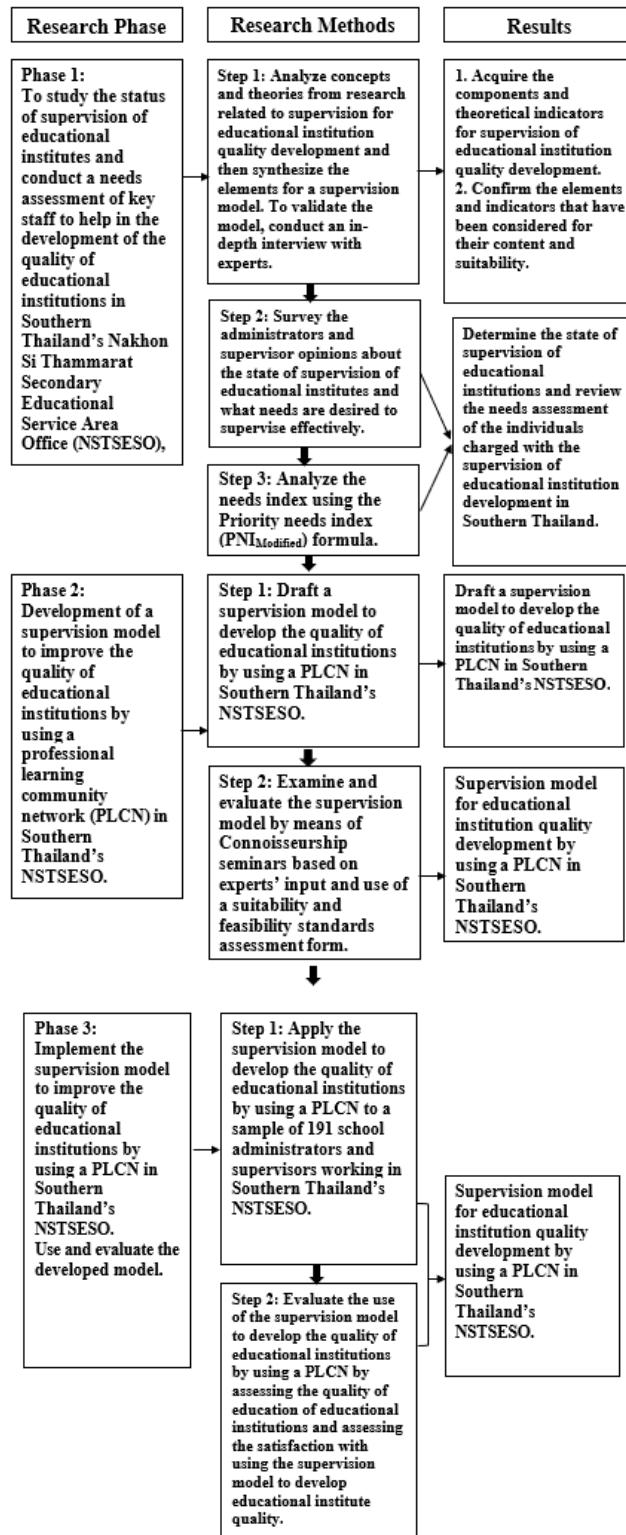 Research Phase
Research Methods
Results
Phase 1:
To study the status
of supervision of
educational
institutes and
conduct a needs
assessment of key
staff to help in the
development of the
quality of
educational
institutions in
Southern
Thailand's Nakhon
Si Thammarat
Secondary
Educational
Service Area
Office (NSTSESO),
Step 1: Analyze concepts
and theories from research
related to supervision for
educational institution
quality development and
then synthesize the
elements for a supervision
model. To validate the
model, conduct an in-
depth interview with
experts.
1. Acquire the
components and
theoretical indicators
for supervision of
educational institution
quality development.
2. Confirm the elements
and indicators that have
been considered for
their content and
suitability.
Step 2: Survey the
administrators and
supervisor opinions about
the state of supervision of
educational institutes and
what needs are desired to
supervise effectively.
Determine the state of
supervision of
educational
institutions and review
the needs assessment
of the individuals
charged with the
supervision of
educational institution
development in
Southern Thailand.
Step 3: Analyze the
needs index using the
Priority needs index
(PNIModified) formula.
Phase 2:
Development of a
supervision model
to improve the
quality of
educational
institutions by
using a
professional
learning
community
network (PLCN) in
Southern
Thailand's
NSTSESO.
Step 1: Draft a
supervision model to
develop the quality of
educational institutions
by using a PLCN in
Southern Thailand's
NSTSESO.
Draft a supervision
model to develop the
quality of educational
institutions by using a
PLCN in Southern
Thailand's NSTSESO.
Step 2: Examine and
evaluate the supervision
model by means of
Connoisseurship
seminars based on
experts' input and use of
a suitability and
feasibility standards
assessment form.
Supervision model
for educational
institution quality
development by
using a PLCN in
Southern
Thailand's
NSTSESO.
Phase 3:
Implement the
supervision model
to improve the
quality of
educational
institutions by
using a PLCN in
Southern
Thailand's
NSTSESO.
Use and evaluate the
developed model.
Step 1: Apply the
supervision model to
develop the quality of
educational institutions
by using a PLCN to a
sample of 191 school
administrators and
supervisors working in
Southern Thailand's
NSTSESO.
Supervision model
for educational
institution quality
development by
using a PLCN in
Southern
Thailand's
NSTSESO.
Step 2: Evaluate the use
of the supervision model
to develop the quality of
educational institutions
by using a PLCN by
assessing the quality of
education of educational
institutions and assessing
the satisfaction with
using the supervision
model to develop
educational institute
quality.